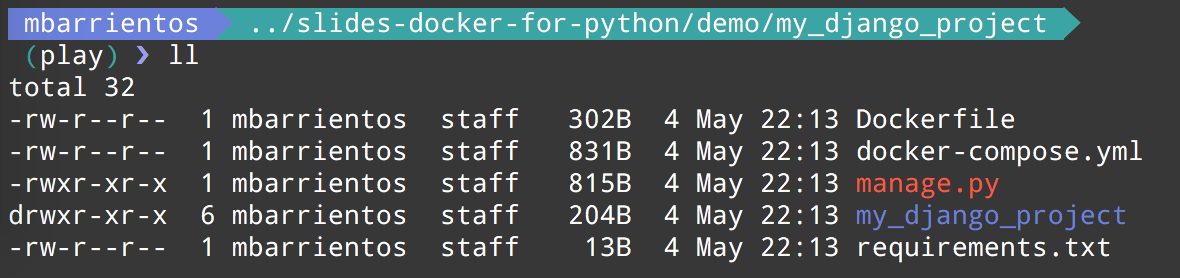 mbarrientos ../slides-docker-for-python/demo/my_django_project
(play) ❯ ll
total 32
-rw-r--r--  1 mbarrientos  staff   302B  4 May 22:13 Dockerfile
-rw-r--r--  1 mbarrientos  staff   831B  4 May 22:13 docker-compose.yml
-rwxr-xr-x  1 mbarrientos  staff   815B  4 May 22:13 manage.py
drwxr-xr-x  6 mbarrientos  staff   204B  4 May 22:13 my_django_project
-rw-r--r--  1 mbarrientos  staff    13B  4 May 22:13 requirements.txt